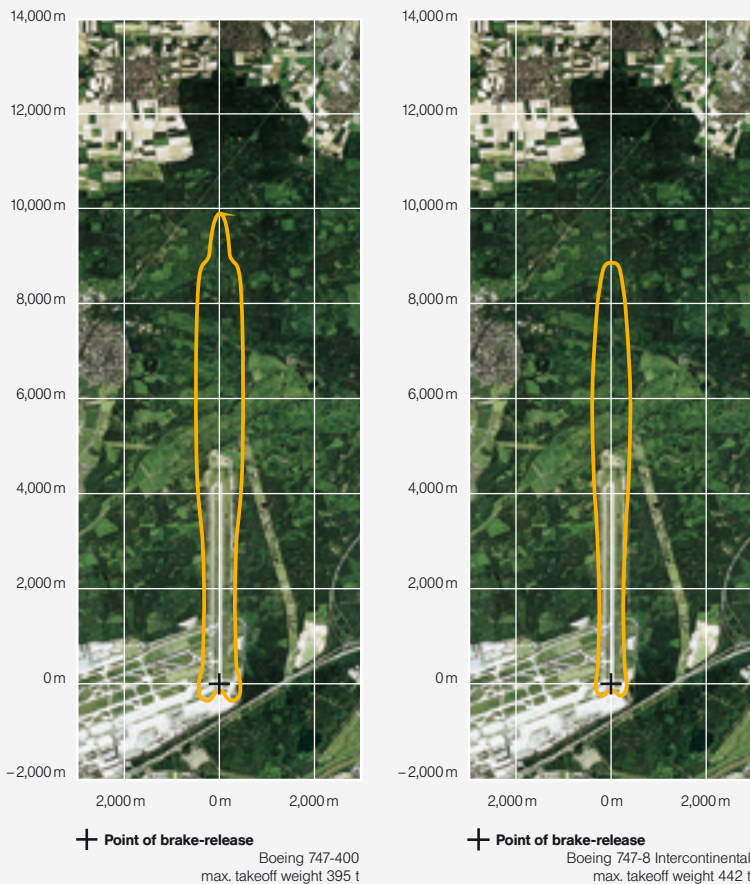 14,000 m
12,000 m
10,000 m
8,000 m
6,000 m
4,000 m
2,000 m
0 m
–2,000 m
2,000 m 0 m 2,000 m
Point of brake-release
Boeing 747-400
max. takeoff weight 395 t
14,000 m
12,000 m
10,000 m
8,000 m
6,000 m
4,000 m
2,000 m
0 m
–2,000 m
2,000 m 0 m 2,000 m
Point of brake-release
Boeing 747-8 Intercontinental
max. takeoff weight 442 t